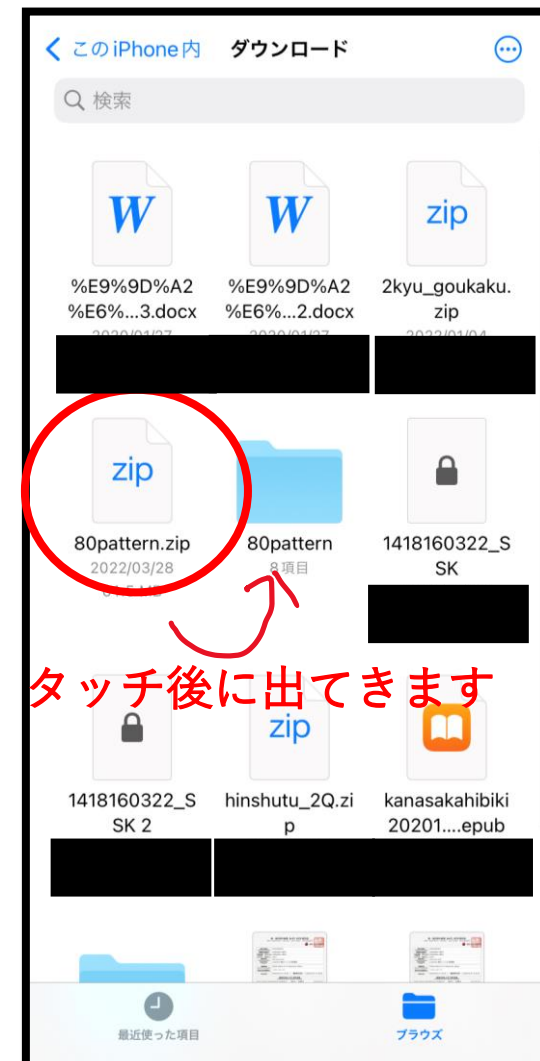 このiPhone内 ダウンロード
検索
W W zip
%E9%9D%A2 %E9%9D%A2 2kyu_goukaku.
%E6%...3.docx %E6%...2.docx zip
zip
80pattern.zip 80pattern 1418160322_S
2022/03/28 8項目 SK
タッチ後に出てきます
zip
1418160322_S hinshutu_2Q.zi kanasakahibiki
SK 2 p 20201....epub
最近使った項目 ブラウズ